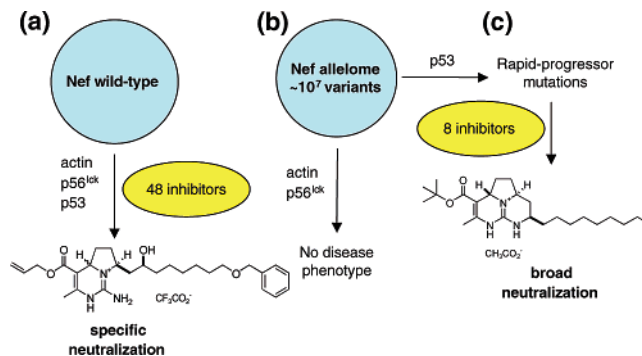 (a)
Nef wild-type
actin
p56lck
p53
48 inhibitors
O
O
OH
H
N+
N
H
NH2
O
CF3CO2-
specific
neutralization
(b)
Nef allelome
~10⁷ variants
actin
p56lck
No disease
phenotype
p53
(c)
Rapid-progressor
mutations
8 inhibitors
O
O
H
H
N+
N
H
N
H
CH3CO2-
broad
neutralization